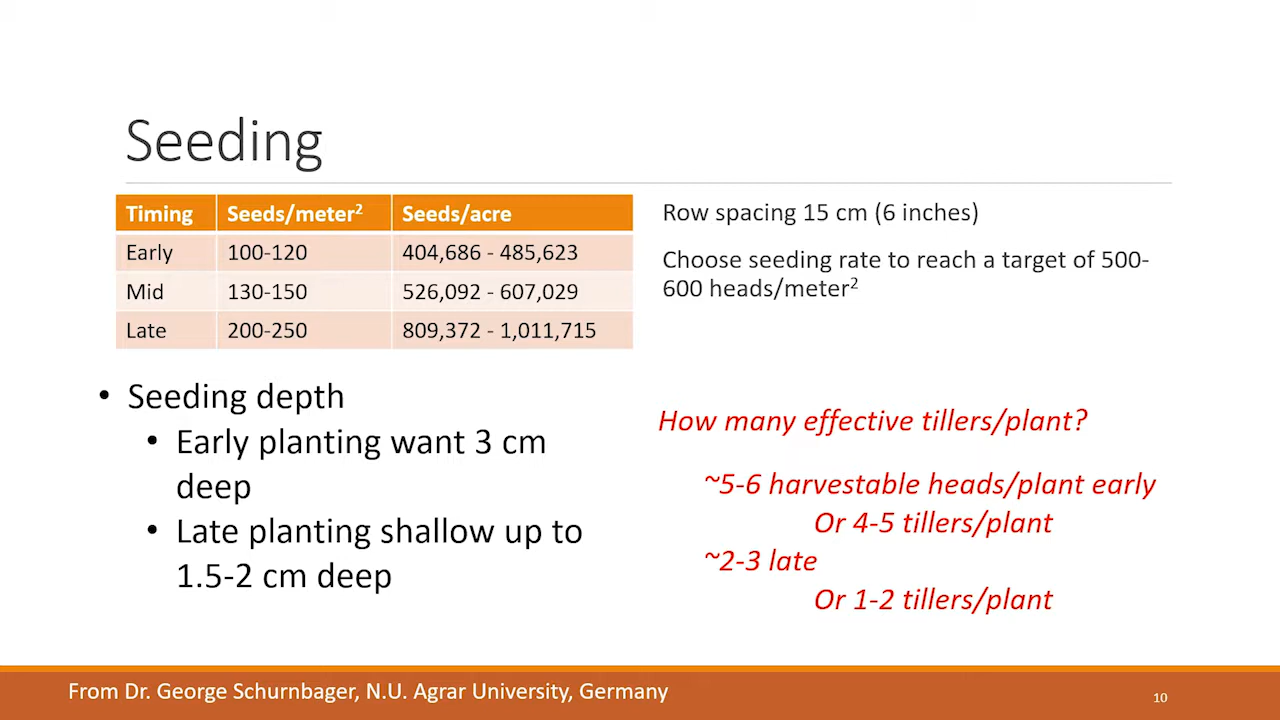 Seeding
Timing Seeds/meter² Seeds/acre
Early 100-120 404,686 - 485,623
Mid 130-150 526,092 - 607,029
Late 200-250 809,372 - 1,011,715
Row spacing 15 cm (6 inches)
Choose seeding rate to reach a target of 500-
600 heads/meter²
• Seeding depth
• Early planting want 3 cm
deep
• Late planting shallow up to
1.5-2 cm deep
How many effective tillers/plant?
~5-6 harvestable heads/plant early
Or 4-5 tillers/plant
~2-3 late
Or 1-2 tillers/plant
From Dr. George Schurnbager, N.U. Agrar University, Germany
10